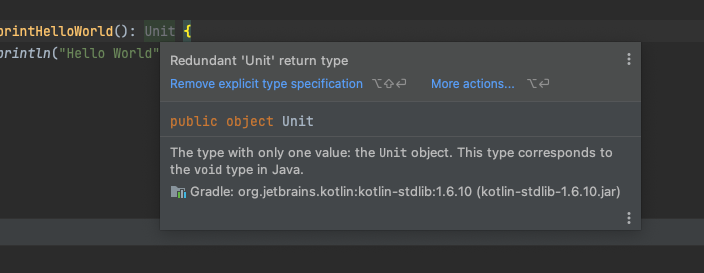 printHelloWorld(): Unit {
println("Hello World"
Redundant 'Unit' return type
Remove explicit type specification ⌥⇧⏎ More actions... ⌥⏎
public object Unit
The type with only one value: the Unit object. This type corresponds to
the void type in Java.
Gradle: org.jetbrains.kotlin:kotlin-stdlib:1.6.10 (kotlin-stdlib-1.6.10.jar)